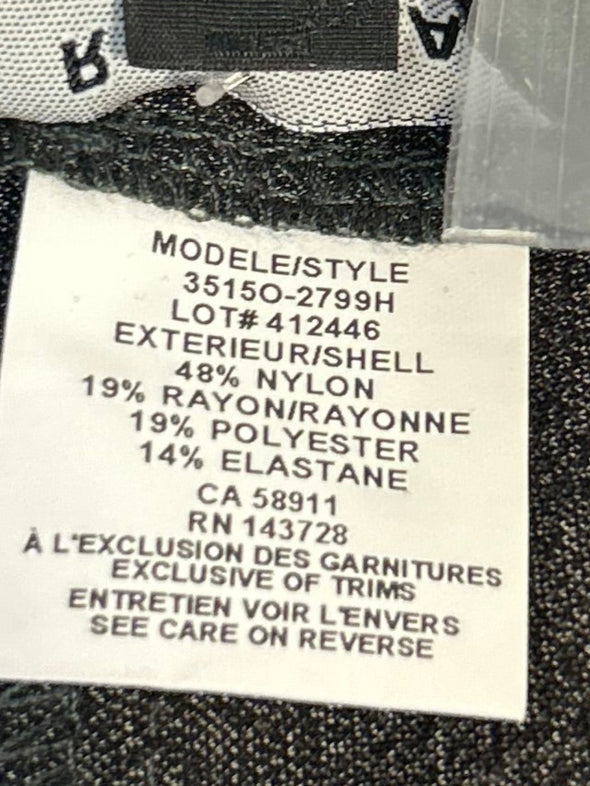 R
A
MODELE/STYLE
3515O-2799H
LOT# 412446
EXTERIEUR/SHELL
48% NYLON
19% RAYON/RAYONNE
19% POLYESTER
14% ELASTANE
CA 58911
RN 143728
À L'EXCLUSION DES GARNITURES
EXCLUSIVE OF TRIMS
ENTRETIEN VOIR L'ENVERS
SEE CARE ON REVERSE